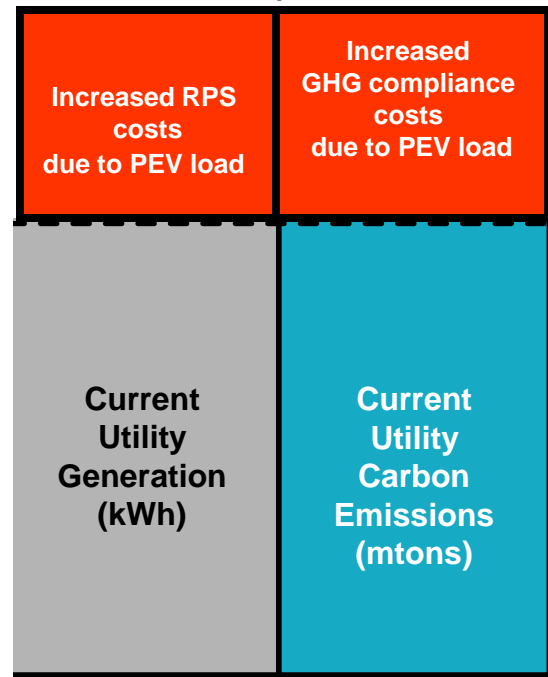 Increased RPS
costs
due to PEV load
Increased
GHG compliance
costs
due to PEV load
Current
Utility
Generation
(kWh)
Current
Utility
Carbon
Emissions
(mtons)